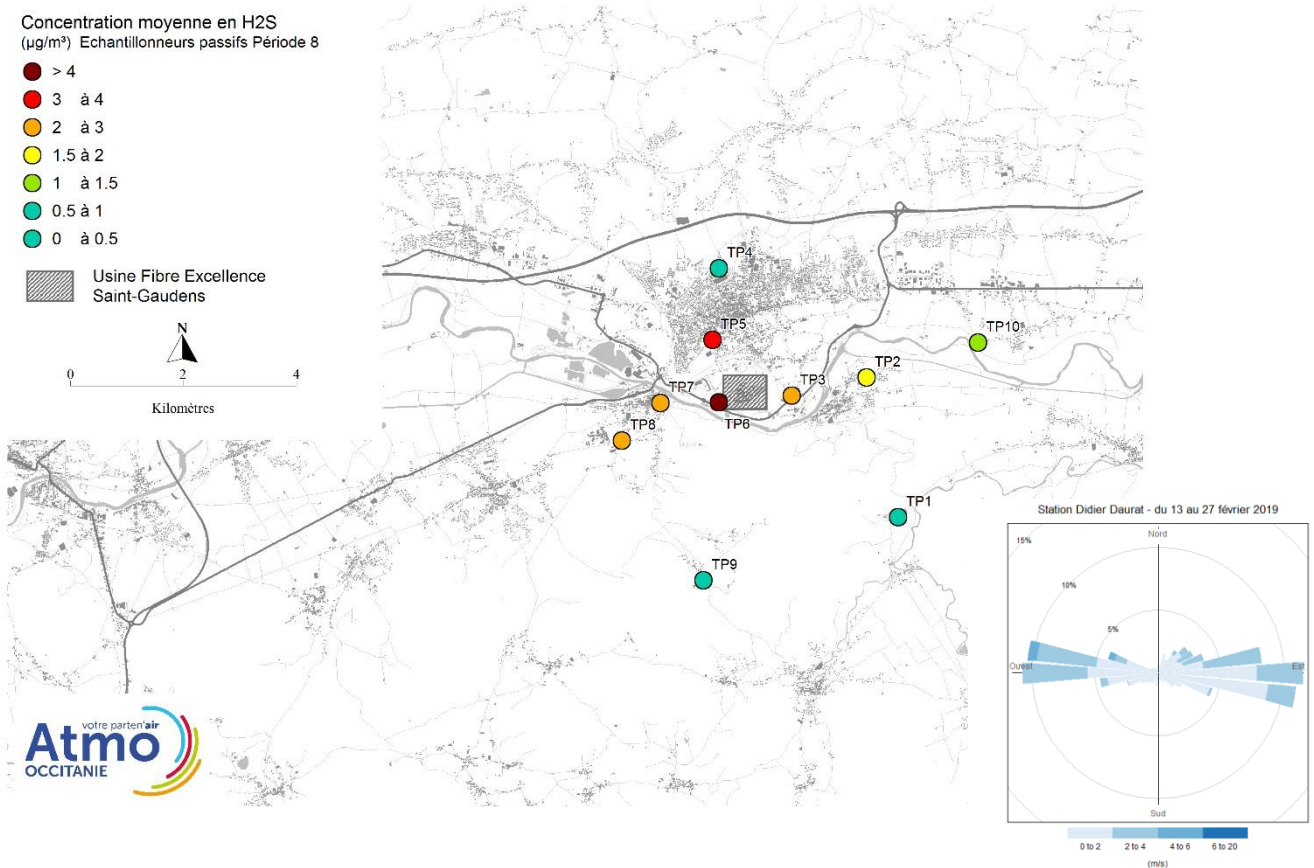 Concentration moyenne en H2S
(µg/m³) Echantillonneurs passifs Période 8
> 4
3 à 4
2 à 3
1.5 à 2
1 à 1.5
0.5 à 1
0 à 0.5
Usine Fibre Excellence
Saint-Gaudens
N
0 2 4
Kilomètres
TP4
TP5
TP10
TP2
TP3
TP7
TP6
TP8
TP1
TP9
votre parten'air
Atmo
OCCITANIE
Station Didier Daurat - du 13 au 27 février 2019
Nord
15%
10%
5%
Ouest
Est
Sud
0 to 2 2 to 4 4 to 6 6 to 20
(m/s)